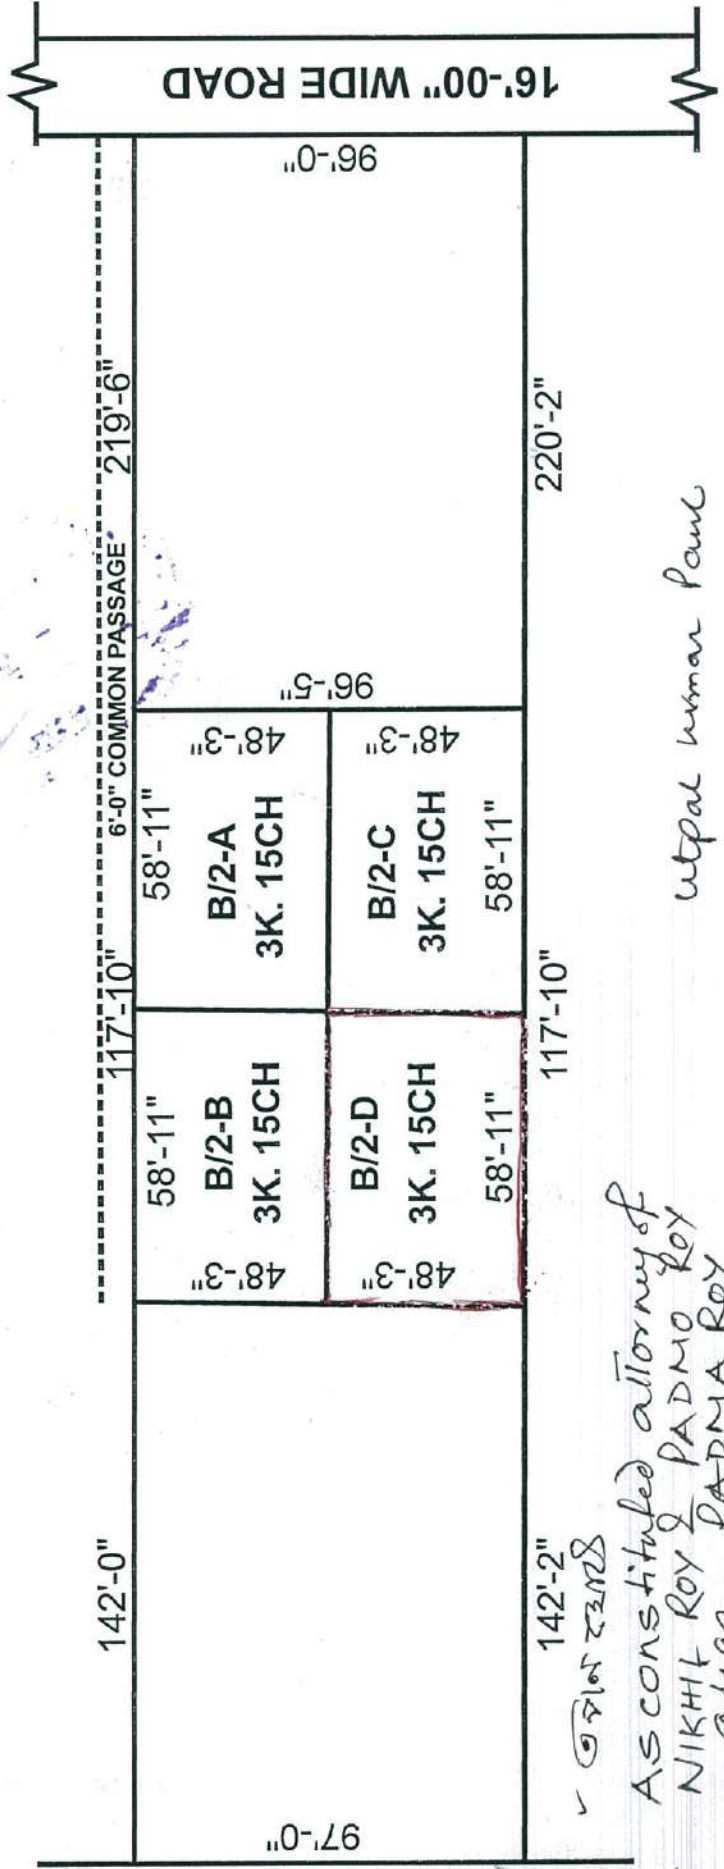 16'-00" WIDE ROAD
96'-0"
6'-0" COMMON PASSAGE
219'-6"
220'-2"
96'-5"
117'-10"
58'-11"
48'-3"
B/2-A
3K. 15CH
48'-3"
B/2-C
3K. 15CH
58'-11"
58'-11"
B/2-B
3K. 15CH
48'-3"
B/2-D
3K. 15CH
48'-3"
58'-11"
117'-10"
142'-0"
142'-2"
97'-0"
As constituted attorney of
NIKHIL ROY & PADMO ROY
PADMA ROY
utpal kumar Paul